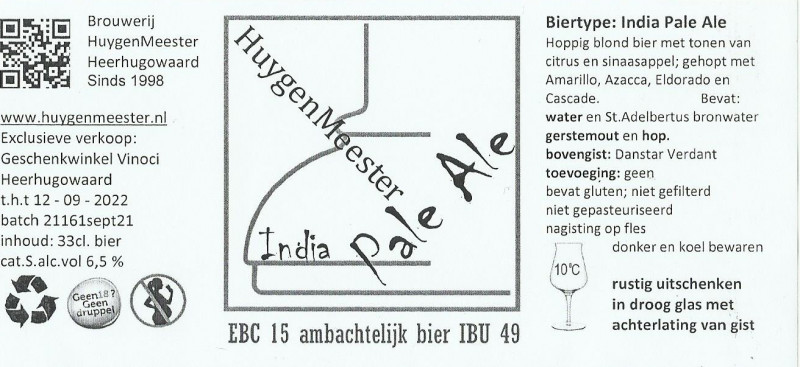 Brouwerij
HuygenMeester
Heerhugowaard
Sinds 1998
www.huygenmeester.nl
Exclusieve verkoop:
Geschenkwinkel Vinoci
Heerhugowaard
t.h.t 12 - 09 - 2022
batch 21161sept21
inhoud: 33cl. bier
cat.S.alc.vol 6,5 %
Geen18?
Geen
druppel
HuygenMeester
India Pale Ale
EBC 15 ambachtelijk bier IBU 49
Biertype: India Pale Ale
Hoppig blond bier met tonen van
citrus en sinaasappel; gehopt met
Amarillo, Azacca, Eldorado en
Cascade. Bevat:
water en St.Adelbertus bronwater
gerstemout en hop.
bovengist: Danstar Verdant
toevoeging: geen
bevat gluten; niet gefilterd
niet gepasteuriseerd
nagisting op fles
donker en koel bewaren
10°C
rustig uitschenken
in droog glas met
achterlating van gist